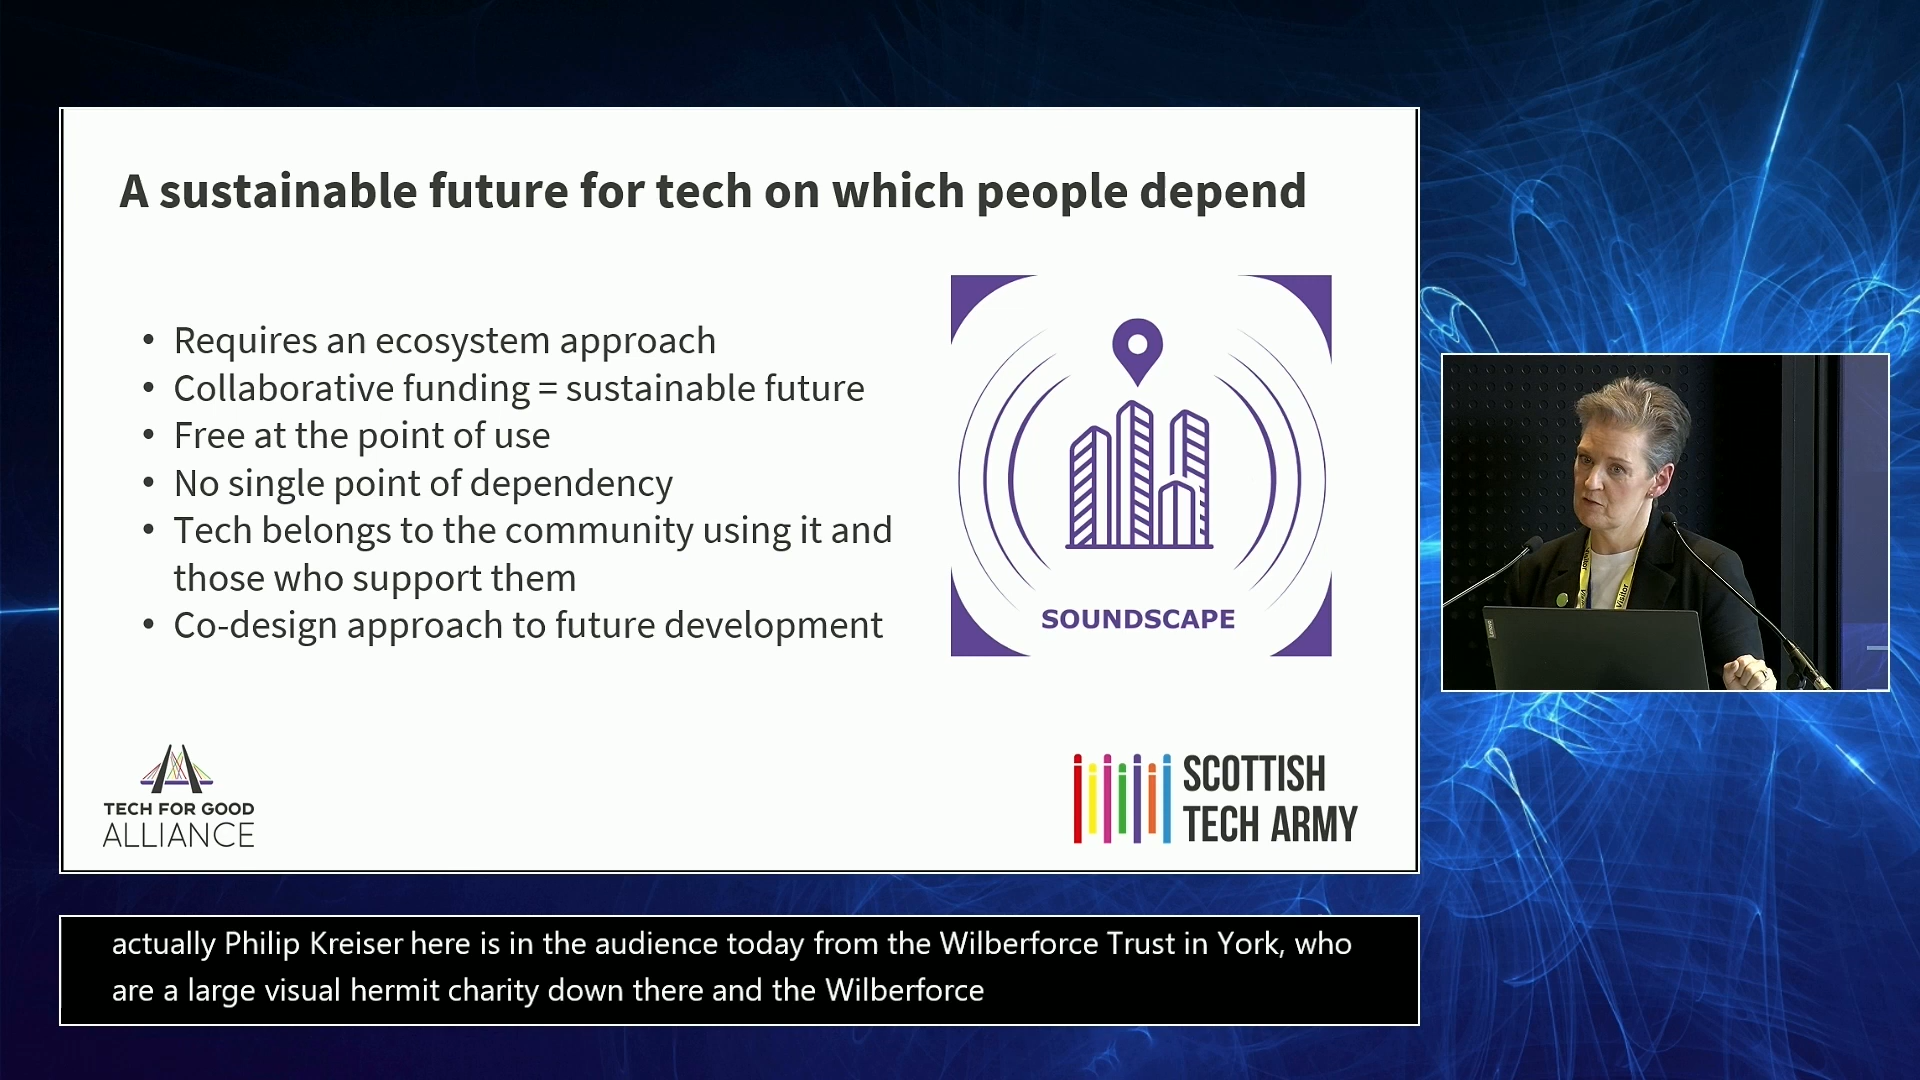 A sustainable future for tech on which people depend
• Requires an ecosystem approach
• Collaborative funding = sustainable future
• Free at the point of use
• No single point of dependency
• Tech belongs to the community using it and
those who support them
• Co-design approach to future development
SOUNDSCAPE
TECH FOR GOOD
ALLIANCE
SCOTTISH
TECH ARMY
Lenovo
Visitor
actually Philip Kreiser here is in the audience today from the Wilberforce Trust in York, who
are a large visual hermit charity down there and the Wilberforce